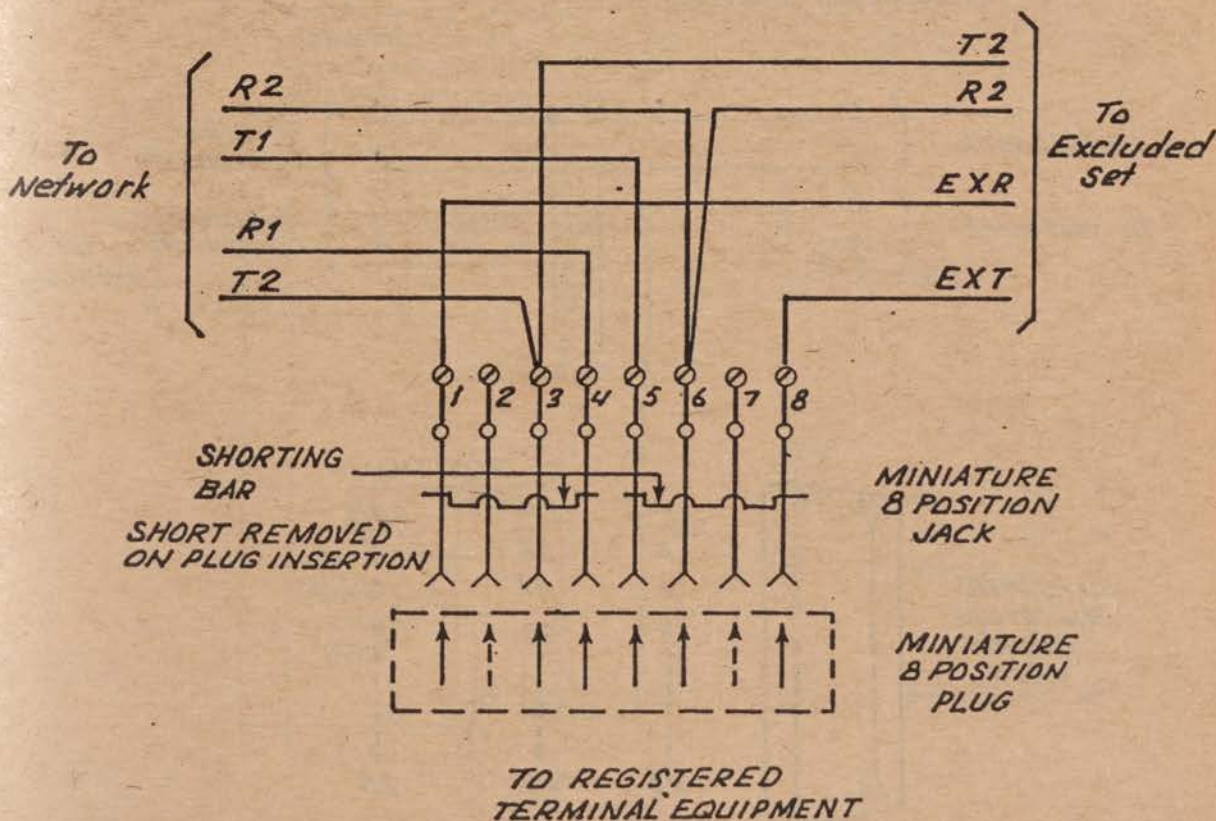 To
Network
R2
T1
R1
T2
T2
R2
EXR
EXT
To
Excluded
Set
1 2 3 4 5 6 7 8
SHORTING
BAR
SHORT REMOVED
ON PLUG INSERTION
MINIATURE
8 POSITION
JACK
MINIATURE
8 POSITION
PLUG
TO REGISTERED
TERMINAL EQUIPMENT